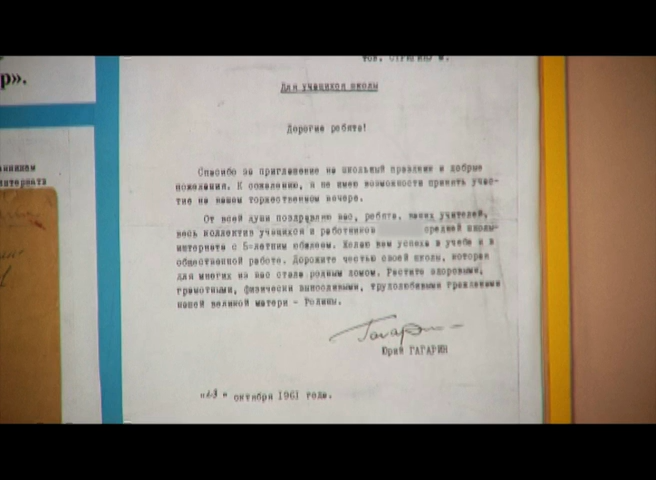 тов. СТРИГИНУ М.
р».
Для учащихся школы
Дорогие ребята!
Спасибо за приглашение на школьный праздник и добрые
пожелания. К сожалению, я не имею возможности принять учас-
тие на вашем торжественном вечере.
От всей души поздравляю вас, ребята, ваших учителей,
весь коллектив учащихся и работников средней школы-
интерната с 5-летним юбилеем. Желаю вам успеха в учебе и в
общественной работе. Дорожите честью своей школы, которая
для многих из вас стала родным домом. Растите здоровыми,
грамотными, физически выносливыми, трудолюбивыми гражданами
нашей великой матери - Родины.
Гагарин
Юрий ГАГАРИН
октября 1961 года.